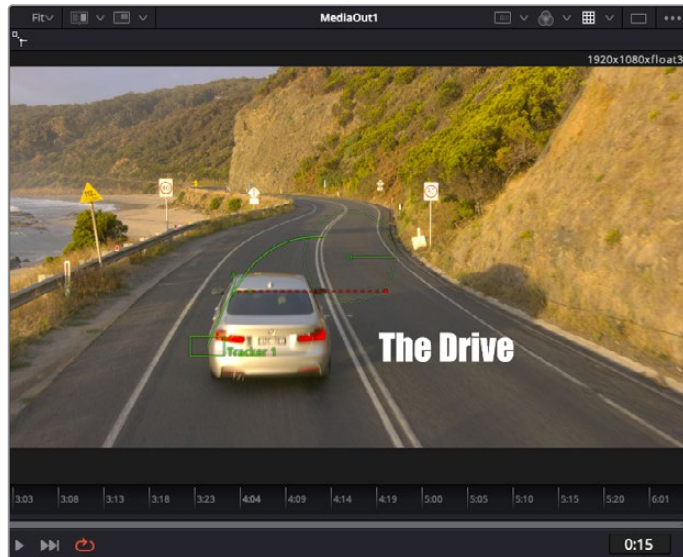 Fit
MediaOut1
1920x1080xfloat3
Tracker 1
The Drive
3:03 3:08 3:13 3:18 3:23 4:04 4:09 4:14 4:19 5:00 5:05 5:10 5:15 5:20 6:01
0:15